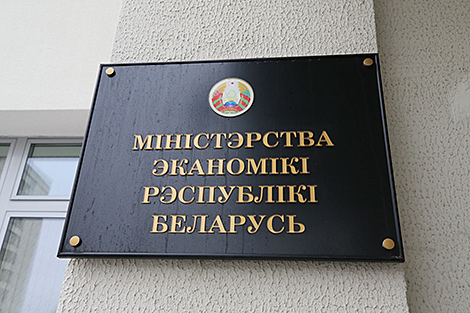 МІНІСТЭРСТВА
ЭКАНОМІКІ
РЭСПУБЛІКІ
БЕЛАРУСЬ